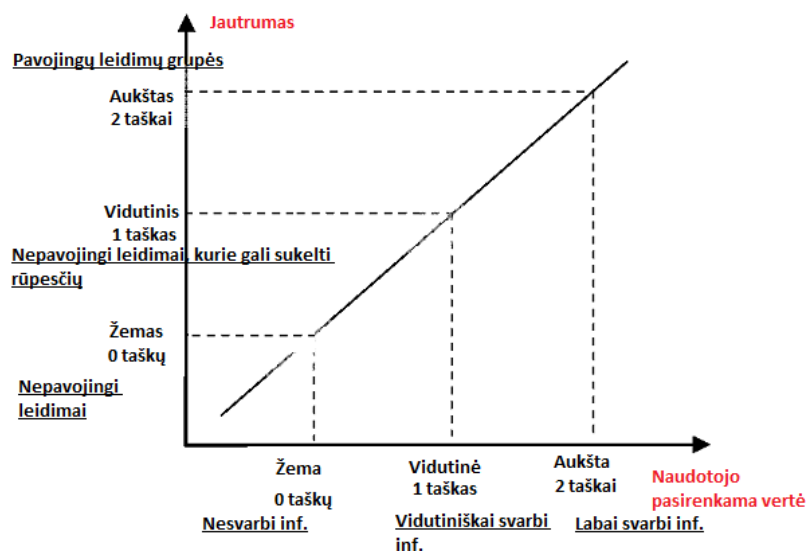 Jautrumas
Pavojingų leidimų grupės
Aukštas
2 taškai
Vidutinis
1 taškas
Nepavojingi leidimai, kurie gali sukelti
rūpesčių
Žemas
0 taškų
Nepavojingi
leidimai
Žema
0 taškų
Nesvarbi inf.
Vidutinė
1 taškas
Vidutiniškai svarbi
inf.
Aukšta
2 taškai
Labai svarbi inf.
Naudotojo
pasirenkama vertė